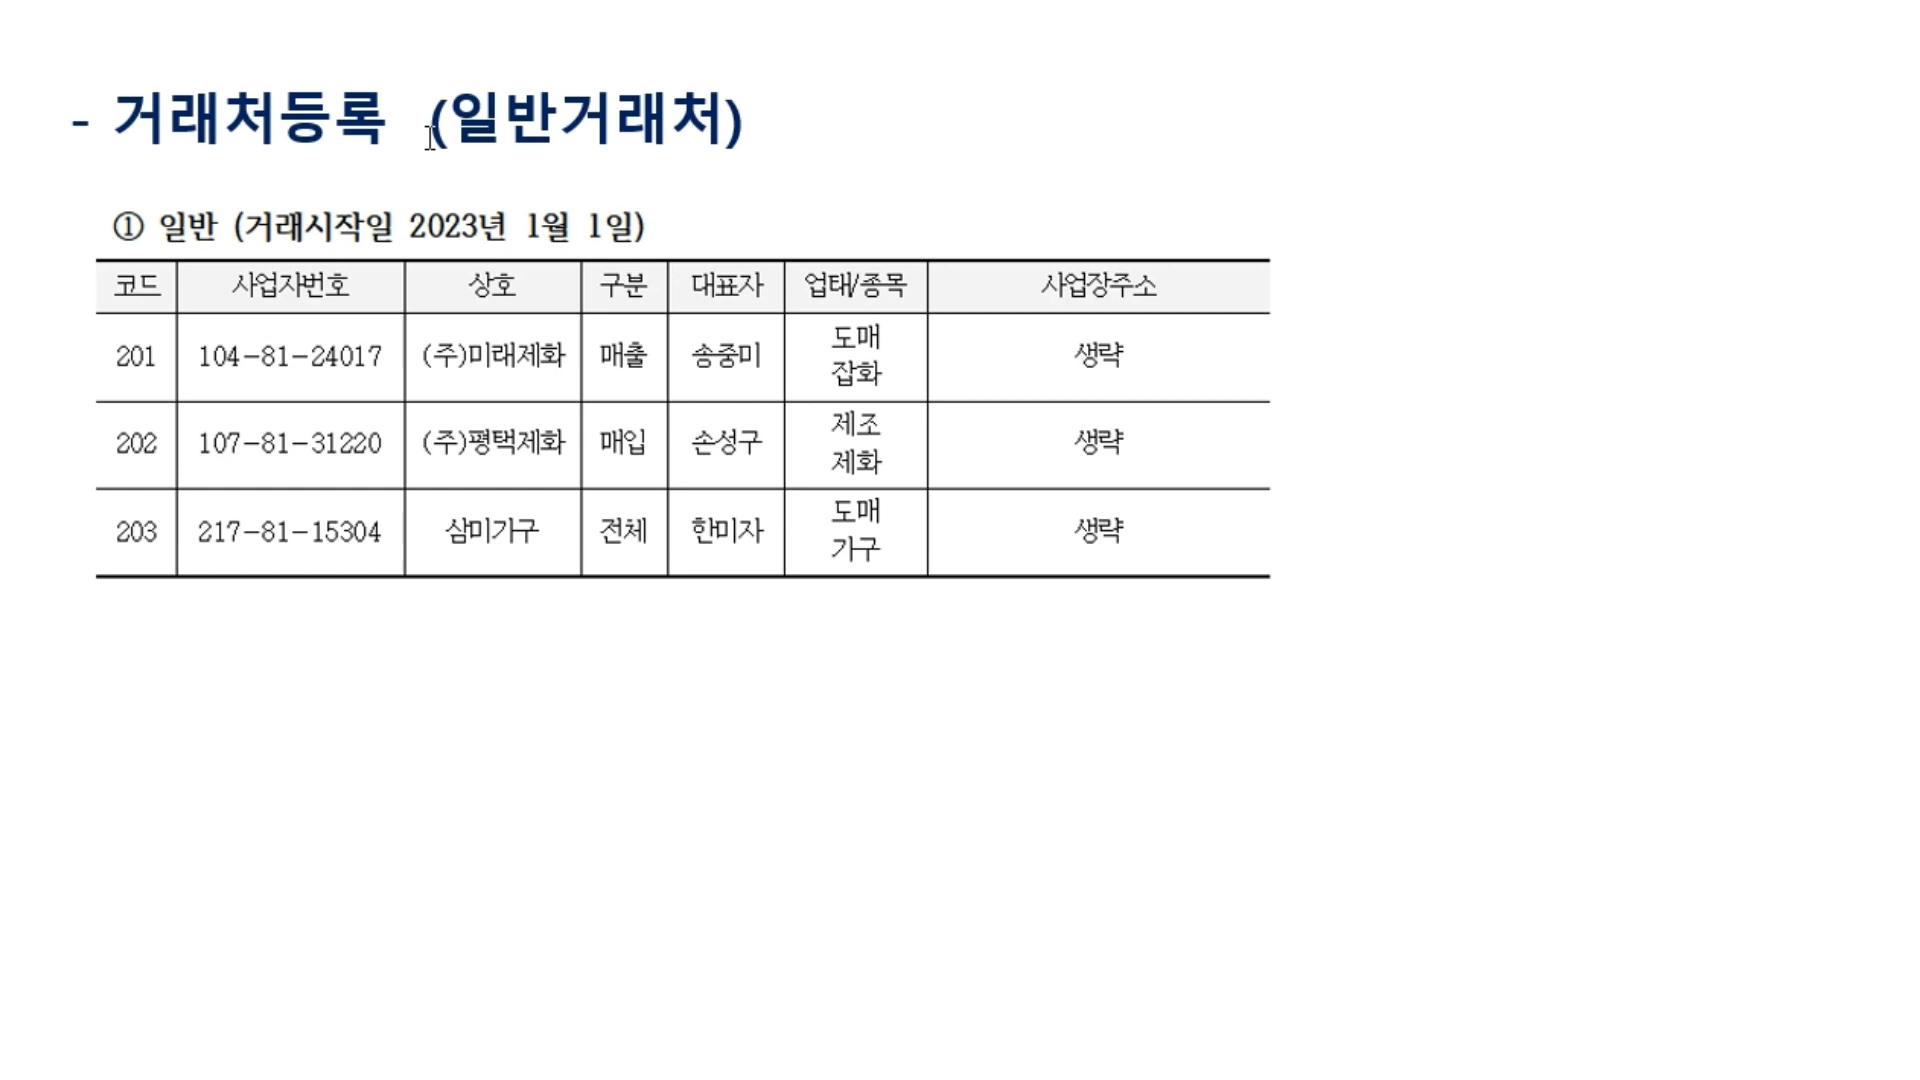 - 거래처등록 (일반거래처)
① 일반 (거래시작일 2023년 1월 1일)
코드 사업자번호 상호 구분 대표자 업태/종목 사업장주소
201 104-81-24017 (주)미래제화 매출 송중미 도매 잡화 생략
202 107-81-31220 (주)평택제화 매입 손성구 제조 제화 생략
203 217-81-15304 삼미가구 전체 한미자 도매 가구 생략